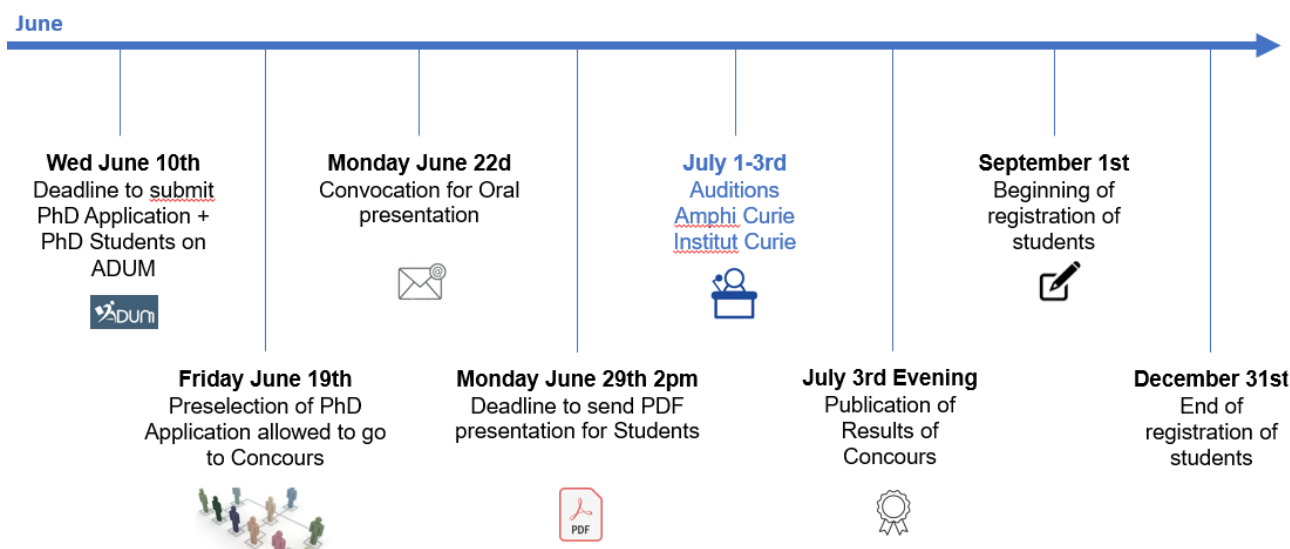 June
Wed June 10th
Deadline to submit
PhD Application +
PhD Students on
ADUM
ADUM
Friday June 19th
Preselection of PhD
Application allowed to go
to Concours
Monday June 22d
Convocation for Oral
presentation
@
Monday June 29th 2pm
Deadline to send PDF
presentation for Students
PDF
July 1-3rd
Auditions
Amphi Curie
Institut Curie
July 3rd Evening
Publication of
Results of
Concours
September 1st
Beginning of
registration of
students
December 31st
End of
registration of
students